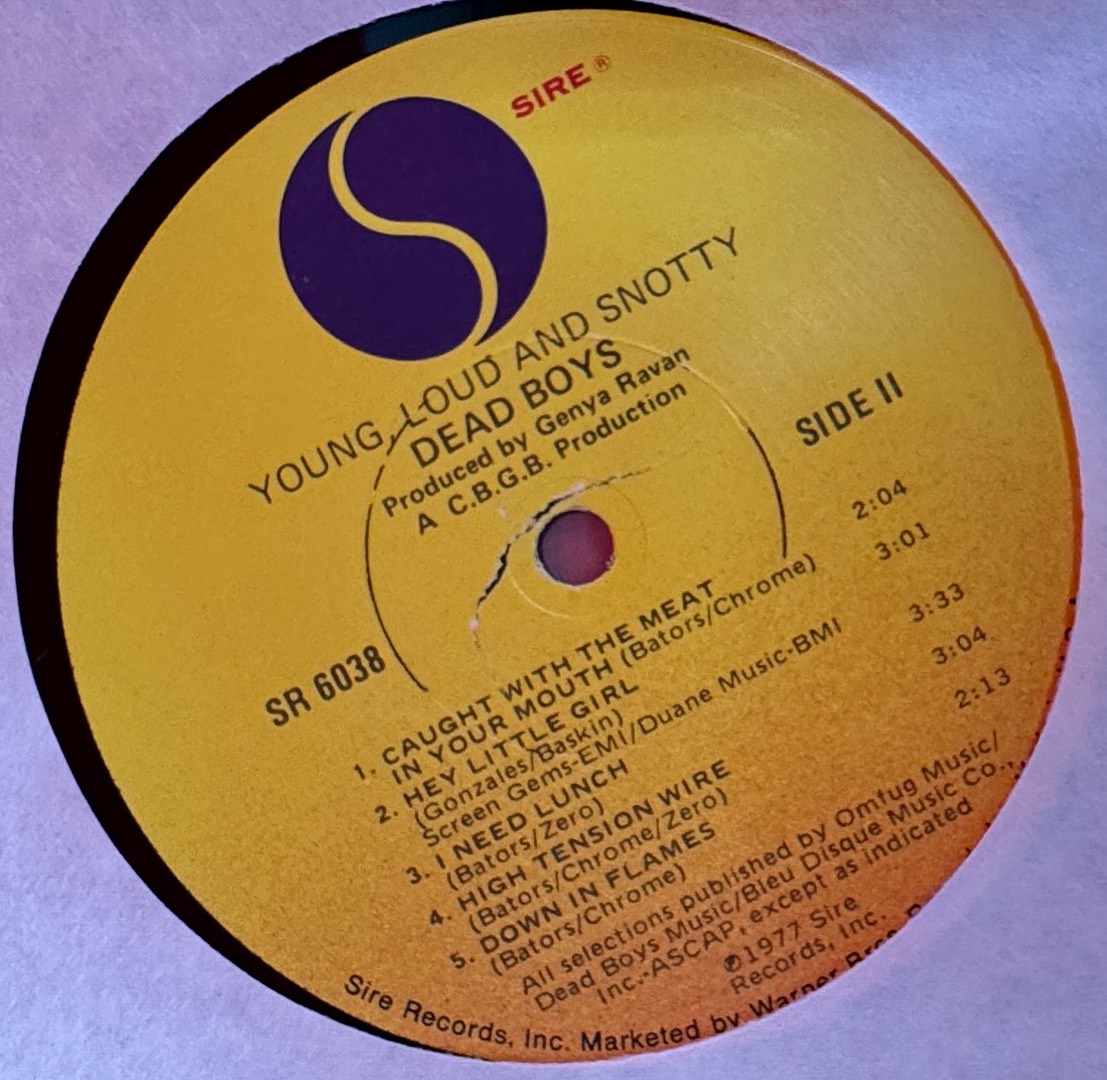 SIRE®
YOUNG, LOUD AND SNOTTY
DEAD BOYS
Produced by Genya Ravan
A C.B.G.B. Production
SIDE II
SR 6038
1. CAUGHT WITH THE MEAT
IN YOUR MOUTH (Bators/Chrome) 2:04
2. HEY LITTLE GIRL 3:01
(Gonzales/Baskin)
Screen Gems-EMI/Duane Music-BMI
3. I NEED LUNCH 3:33
(Bators/Zero)
4. HIGH TENSION WIRE 3:04
(Bators/Chrome/Zero)
5. DOWN IN FLAMES 2:13
(Bators/Chrome)
All selections published by Omfug Music/
Dead Boys Music/Bleu Disque Music Co.,
Inc.-ASCAP, except as indicated
℗1977 Sire
Records, Inc.
Sire Records, Inc. Marketed by Warner